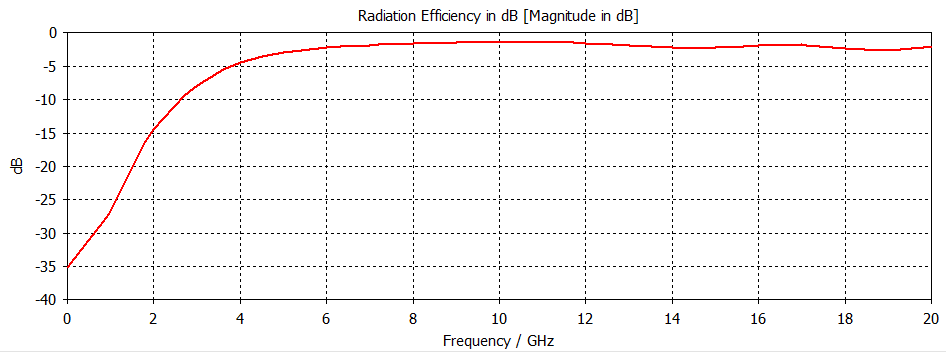 Radiation Efficiency in dB [Magnitude in dB]
0
-5
-10
-15
-20
-25
-30
-35
-40
dB
0 2 4 6 8 10 12 14 16 18 20
Frequency / GHz